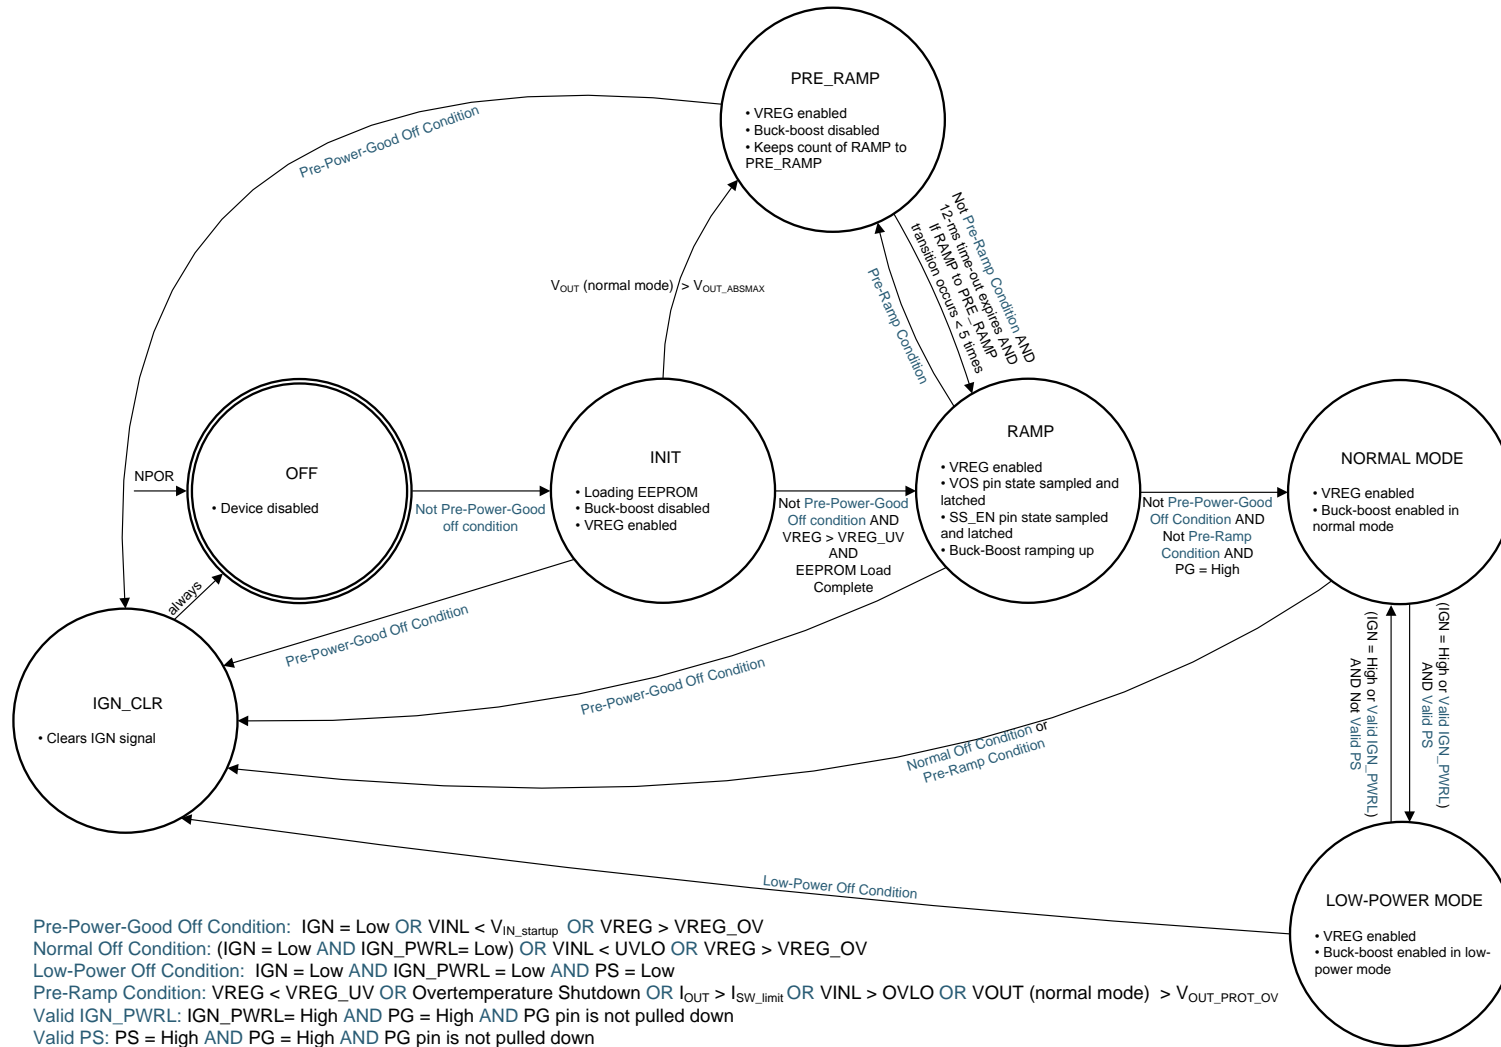 PRE_RAMP
• VREG enabled
• Buck-boost disabled
• Keeps count of RAMP to
PRE_RAMP
Pre-Power-Good Off Condition
V_OUT (normal mode) > V_OUT_ABSMAX
Pre-Ramp Condition
Not Pre-Ramp Condition AND
12-ms time-out expires AND
If RAMP to PRE_RAMP
transition occurs < 5 times
NPOR
OFF
• Device disabled
Not Pre-Power-Good
off condition
INIT
• Loading EEPROM
• Buck-boost disabled
• VREG enabled
Not Pre-Power-Good
Off condition AND
VREG > VREG_UV
AND
EEPROM Load
Complete
RAMP
• VREG enabled
• VOS pin state sampled and
latched
• SS_EN pin state sampled
and latched
• Buck-Boost ramping up
Not Pre-Power-Good
Off Condition AND
Not Pre-Ramp
Condition AND
PG = High
NORMAL MODE
• VREG enabled
• Buck-boost enabled in
normal mode
always
IGN_CLR
• Clears IGN signal
Pre-Power-Good Off Condition
Pre-Power-Good Off Condition
Normal Off Condition or
Pre-Ramp Condition
(IGN = High or Valid IGN_PWRL)
AND Not Valid PS
(IGN = High or Valid IGN_PWRL)
AND Valid PS
Low-Power Off Condition
LOW-POWER MODE
• VREG enabled
• Buck-boost enabled in low-
power mode
Pre-Power-Good Off Condition: IGN = Low OR VINL < V_IN_startup OR VREG > VREG_OV
Normal Off Condition: (IGN = Low AND IGN_PWRL= Low) OR VINL < UVLO OR VREG > VREG_OV
Low-Power Off Condition: IGN = Low AND IGN_PWRL = Low AND PS = Low
Pre-Ramp Condition: VREG < VREG_UV OR Overtemperature Shutdown OR I_OUT > I_SW_limit OR VINL > OVLO OR VOUT (normal mode) > V_OUT_PROT_OV
Valid IGN_PWRL: IGN_PWRL= High AND PG = High AND PG pin is not pulled down
Valid PS: PS = High AND PG = High AND PG pin is not pulled down